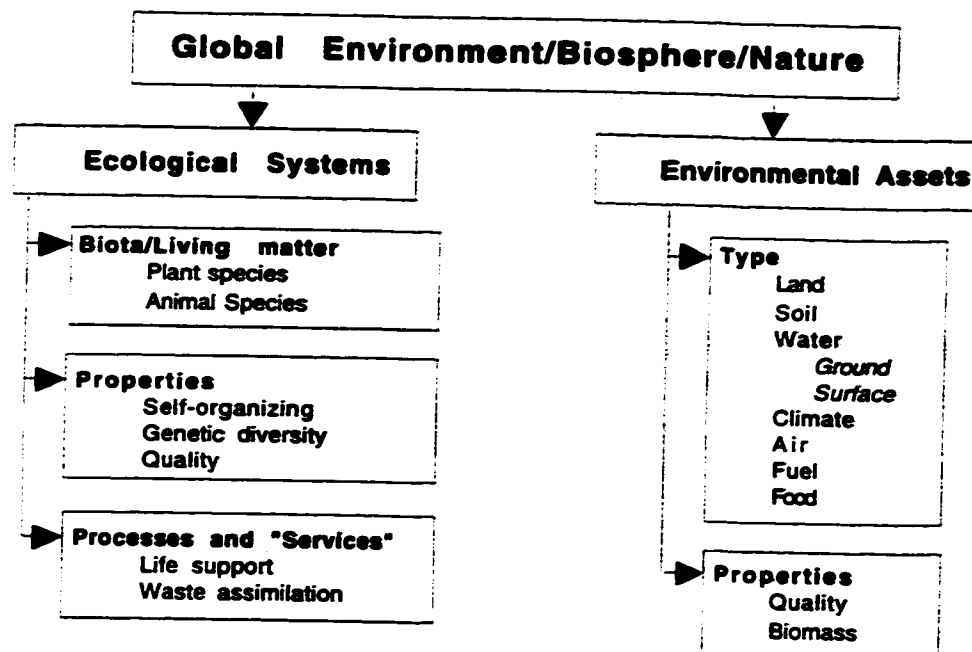 Global Environment/Biosphere/Nature
Ecological Systems
Biota/Living matter
Plant species
Animal Species
Properties
Self-organizing
Genetic diversity
Quality
Processes and "Services"
Life support
Waste assimilation
Environmental Assets
Type
Land
Soil
Water
Ground
Surface
Climate
Air
Fuel
Food
Properties
Quality
Biomass